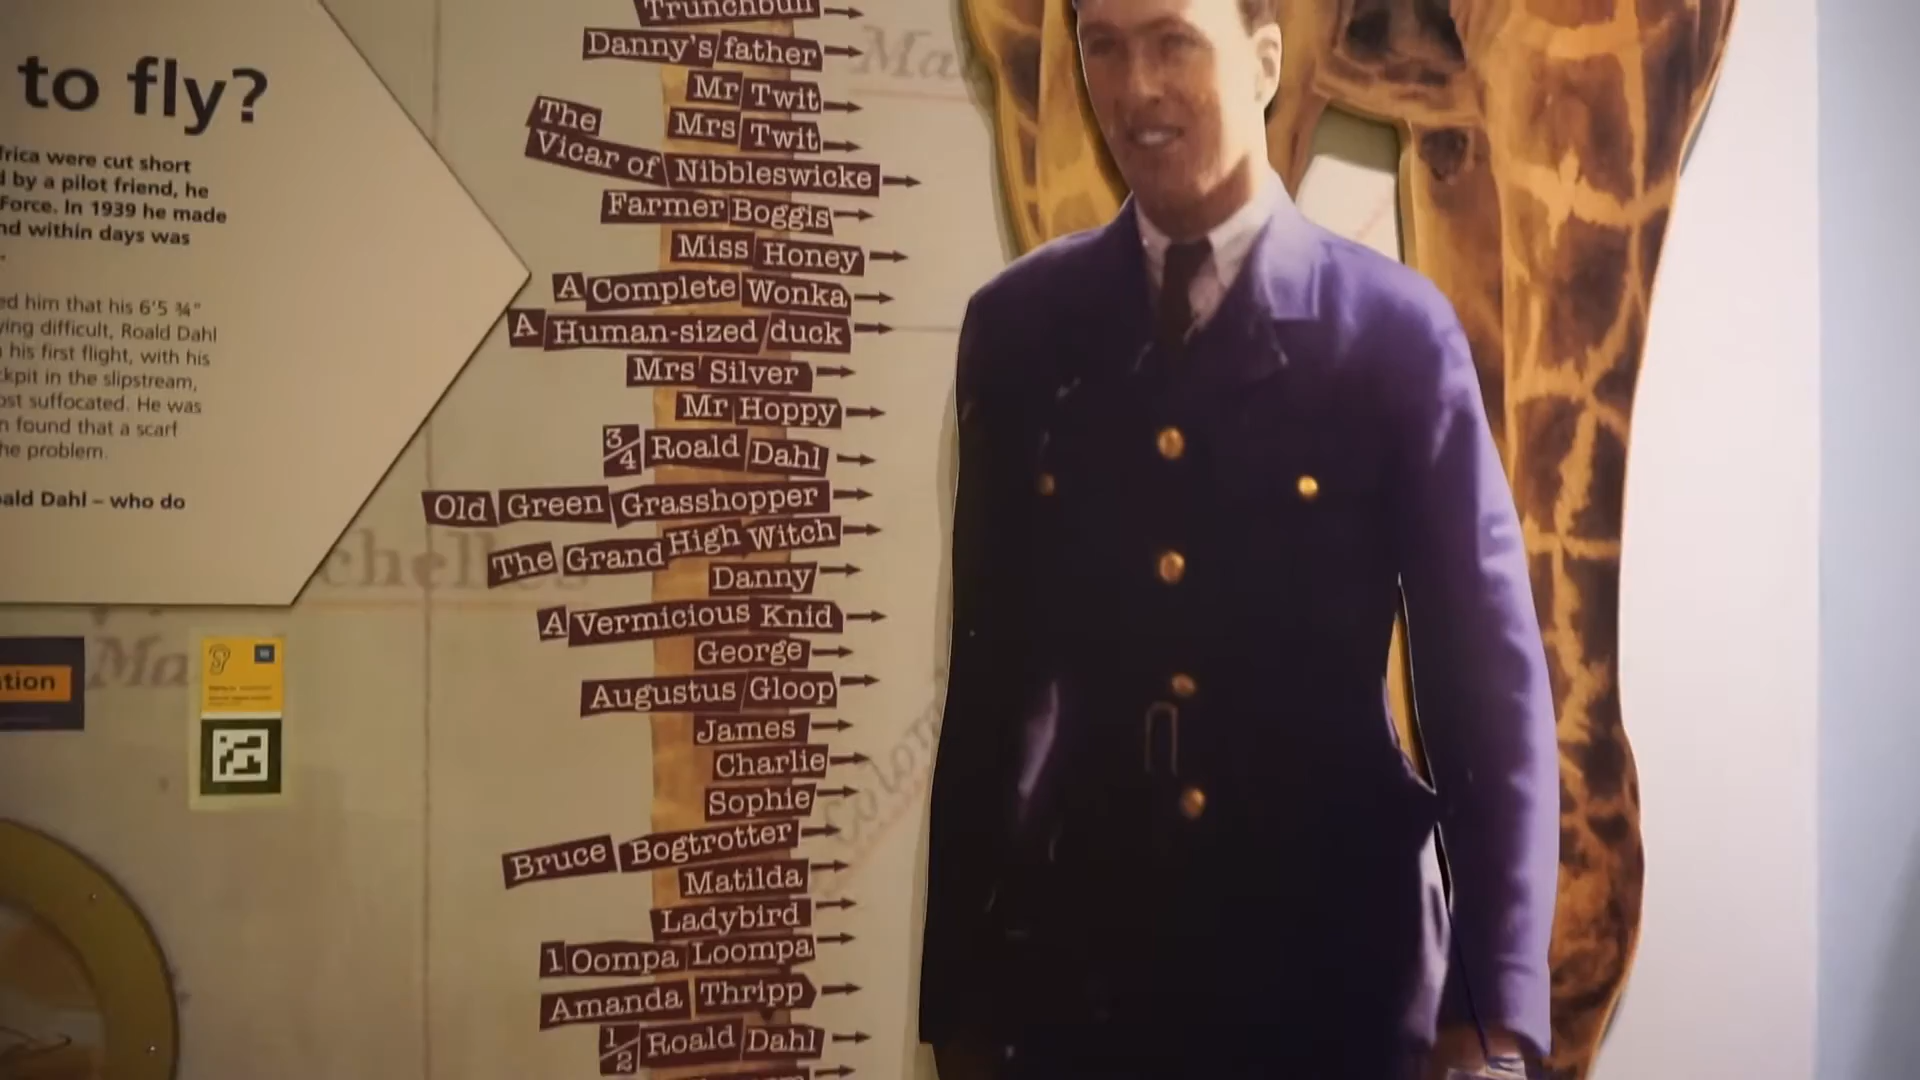 to fly?
frica were cut short
d by a pilot friend, he
Force. In 1939 he made
nd within days was
ed him that his 6'5 ¾"
ying difficult, Roald Dahl
his first flight, with his
kpit in the slipstream,
ost suffocated. He was
n found that a scarf
he problem.
ald Dahl – who do
tion
Trunchbull
Danny's father
Mr Twit
Mrs Twit
The
Vicar of Nibbleswicke
Farmer Boggis
Miss Honey
A Complete Wonka
A Human-sized duck
Mrs Silver
Mr Hoppy
3/4 Roald Dahl
Old Green Grasshopper
The Grand High Witch
Danny
A Vermicious Knid
George
Augustus Gloop
James
Charlie
Sophie
Bruce Bogtrotter
Matilda
Ladybird
1 Oompa Loompa
Amanda Thripp
1/2 Roald Dahl
Ma
chelles
Ma
Colom